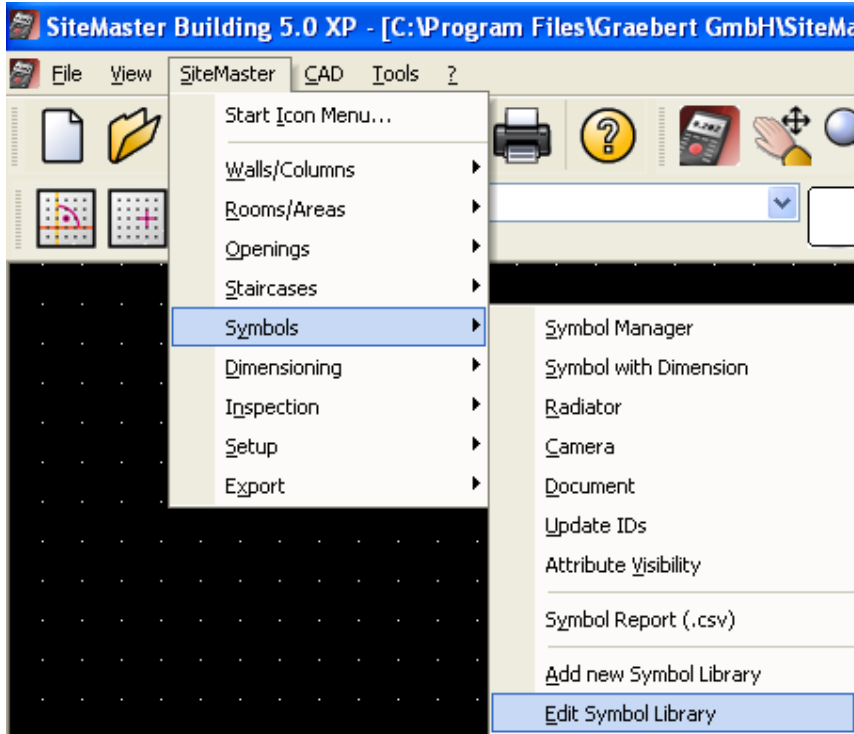 SiteMaster Building 5.0 XP - [C:\Program Files\Graebert GmbH\SiteMa
File View SiteMaster CAD Tools ?
Start Icon Menu...
Walls/Columns
Rooms/Areas
Openings
Staircases
Symbols
Dimensioning
Inspection
Setup
Export
Symbol Manager
Symbol with Dimension
Radiator
Camera
Document
Update IDs
Attribute Visibility
Symbol Report (.csv)
Add new Symbol Library
Edit Symbol Library